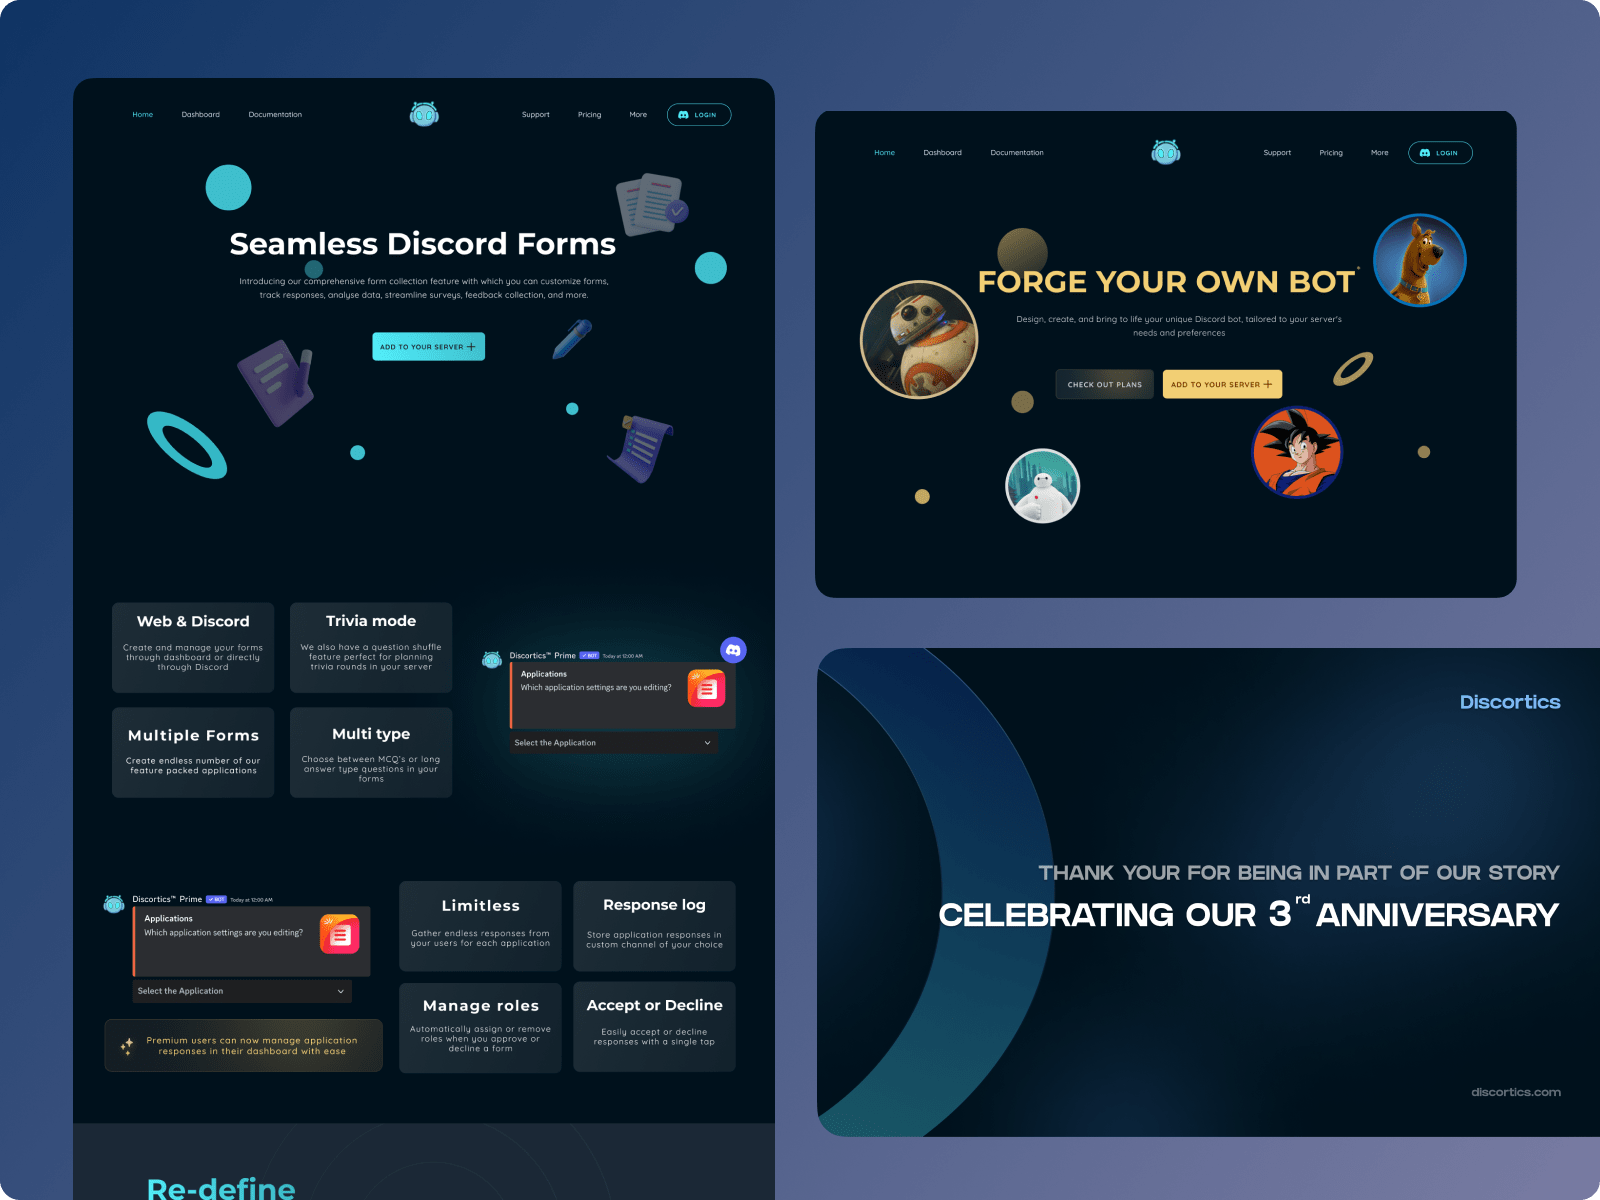 Home
Dashboard
Documentation
Support
Pricing
More
LOGIN
Seamless Discord Forms
Introducing our comprehensive form collection feature with which you can customize forms,
track responses, analyse data, streamline surveys, feedback collection, and more.
ADD TO YOUR SERVER +
Web & Discord
Create and manage your forms
through dashboard or directly
through Discord
Trivia mode
We also have a question shuffle
feature perfect for planning
trivia rounds in your server
Multiple Forms
Create endless number of our
feature packed applications
Multi type
Choose between MCQ's or long
answer type questions in your
forms
Discortics™ Prime ✓ BOT Today at 12:00 AM
Applications
Which application settings are you editing?
Select the Application
Discortics™ Prime ✓ BOT Today at 12:00 AM
Applications
Which application settings are you editing?
Select the Application
Premium users can now manage application
responses in their dashboard with ease
Limitless
Gather endless responses from
your users for each application
Response log
Store application responses in
custom channel of your choice
Manage roles
Automatically assign or remove
roles when you approve or
decline a form
Accept or Decline
Easily accept or decline
responses with a single tap
Re-define
Home
Dashboard
Documentation
Support
Pricing
More
LOGIN
FORGE YOUR OWN BOT*
Design, create, and bring to life your unique Discord bot, tailored to your server's
needs and preferences
CHECK OUT PLANS
ADD TO YOUR SERVER +
Discortics
THANK YOUR FOR BEING IN PART OF OUR STORY
CELEBRATING OUR 3rd ANNIVERSARY
discortics.com